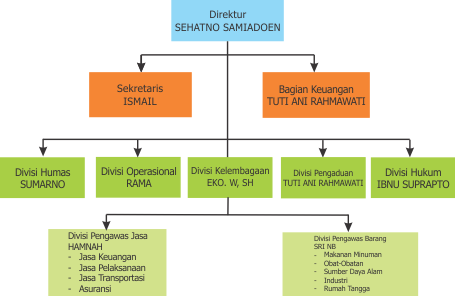 Direktur
SEHATNO SAMIADOEN
Sekretaris
ISMAIL
Bagian Keuangan
TUTI ANI RAHMAWATI
Divisi Humas
SUMARNO
Divisi Operasional
RAMA
Divisi Kelembagaan
EKO. W, SH
Divisi Pengaduan
TUTI ANI RAHMAWATI
Divisi Hukum
IBNU SUPRAPTO
Divisi Pengawas Jasa
HAMNAH
- Jasa Keuangan
- Jasa Pelaksanaan
- Jasa Transportasi
- Asuransi
Divisi Pengawas Barang
SRI NB
- Makanan Minuman
- Obat-Obatan
- Sumber Daya Alam
- Industri
- Rumah Tangga